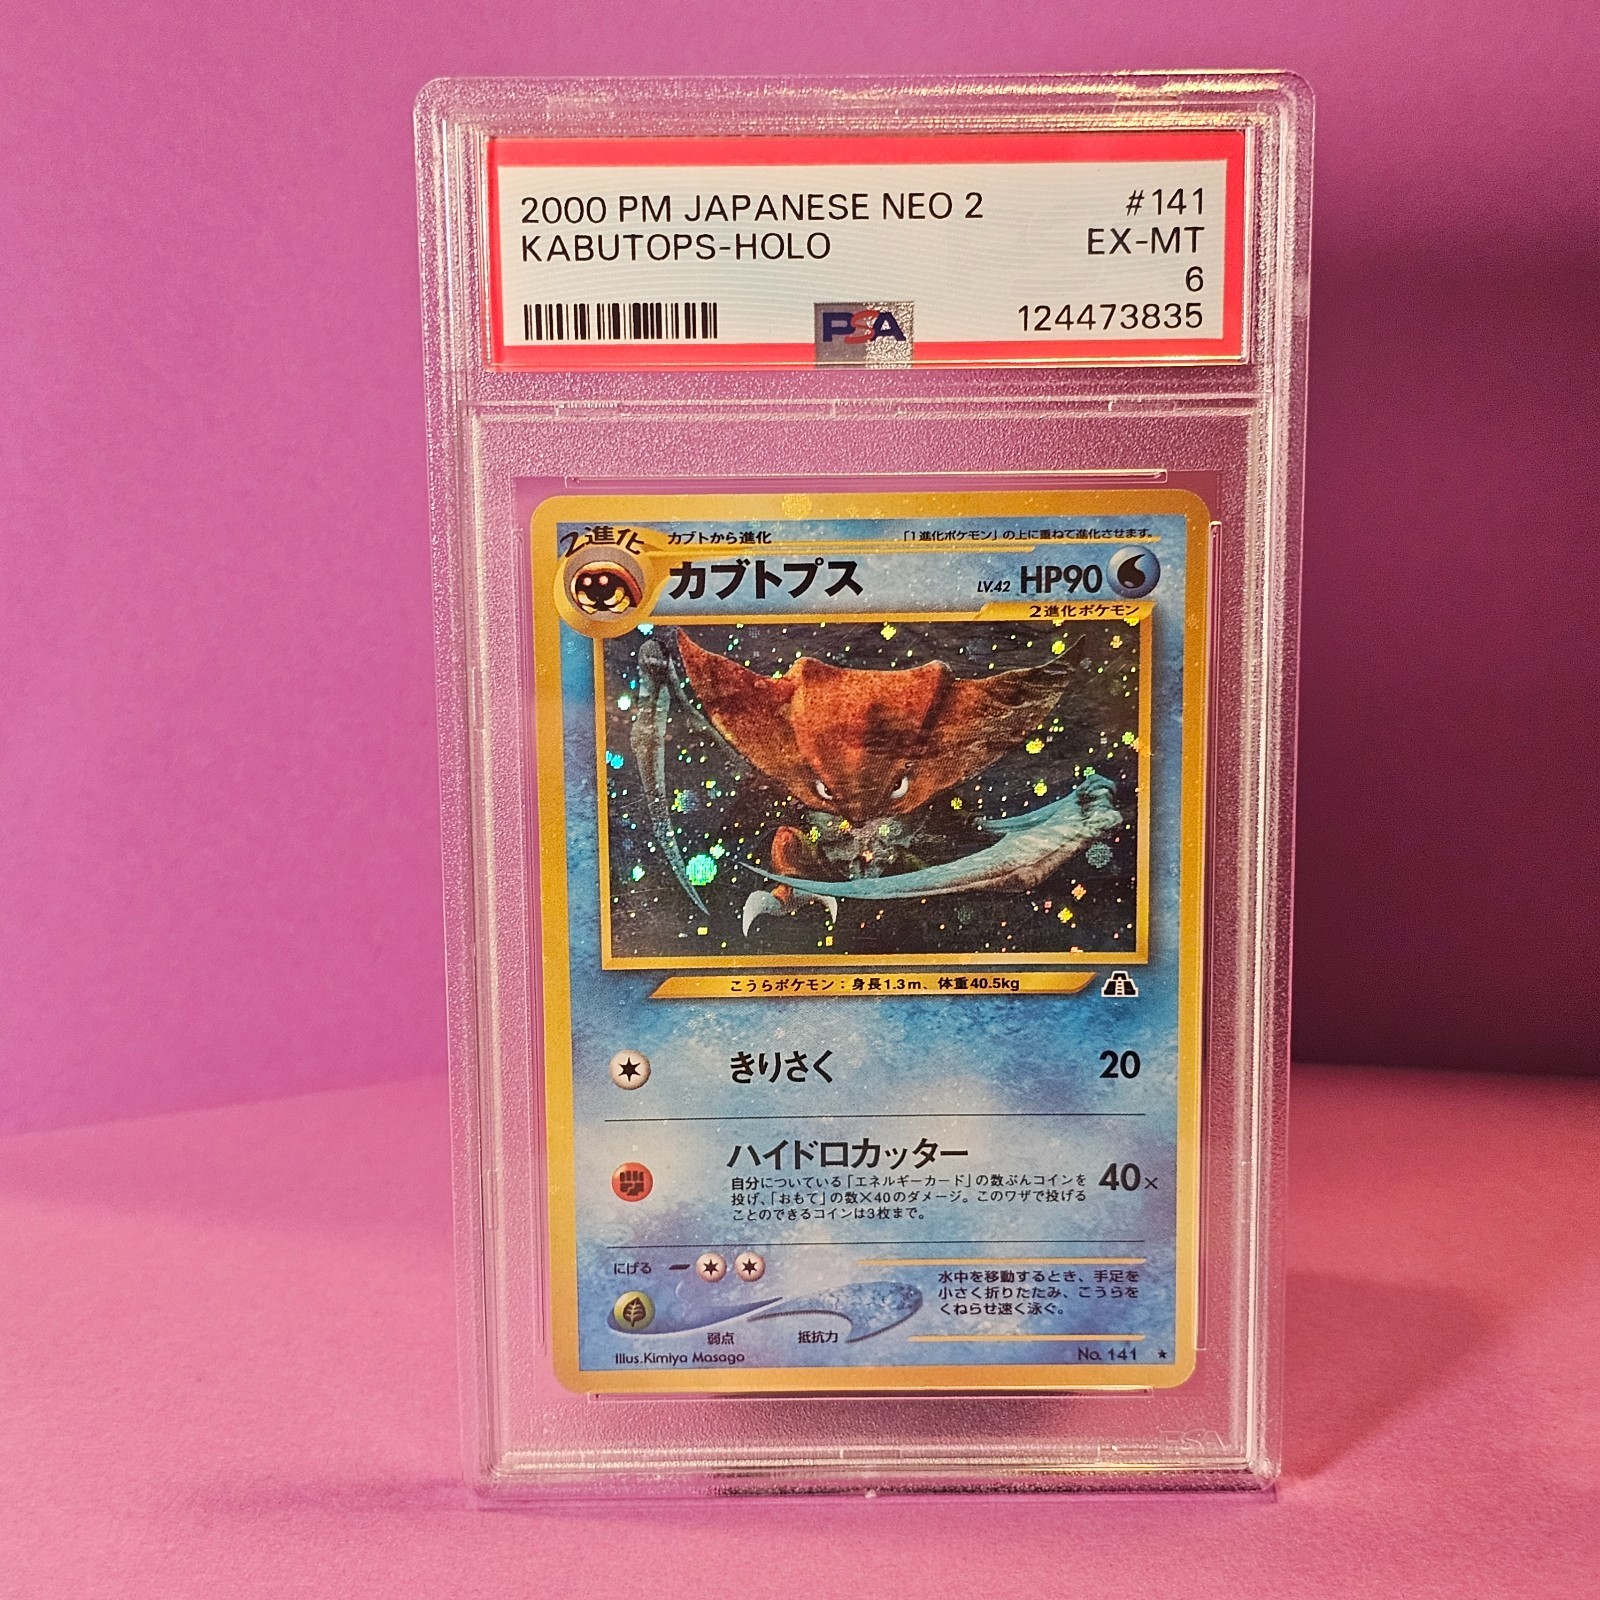 2000 PM JAPANESE NEO 2 #141
KABUTOPS-HOLO EX-MT
6
PSA 124473835
2進化 カブトから進化 「1進化ポケモン」の上に重ねて進化させます。
カブトプス LV.42 HP90
2進化ポケモン
こうらポケモン:身長1.3m、体重40.5kg
きりさく 20
ハイドロカッター
自分についている「エネルギーカード」の数ぶんコインを
投げ、「おもて」の数×40のダメージ。このワザで投げる
ことのできるコインは3枚まで。
40×
にげる
水中を移動するとき、手足を
小さく折りたたみ、こうらを
くねらせ速く泳ぐ。
弱点 抵抗力
Illus.Kimiya Masago No. 141 ★
PSA